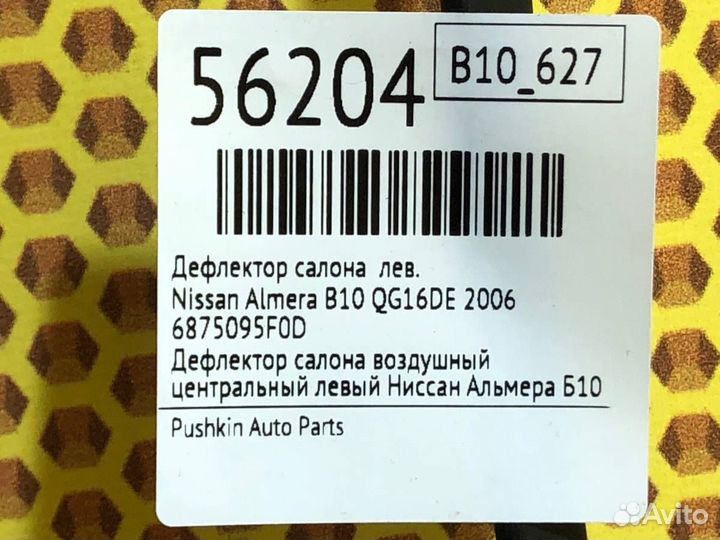 56204
B10_627
Дефлектор салона лев.
Nissan Almera B10 QG16DE 2006
6875095F0D
Дефлектор салона воздушный
центральный левый Ниссан Альмера Б10
Pushkin Auto Parts
Avito